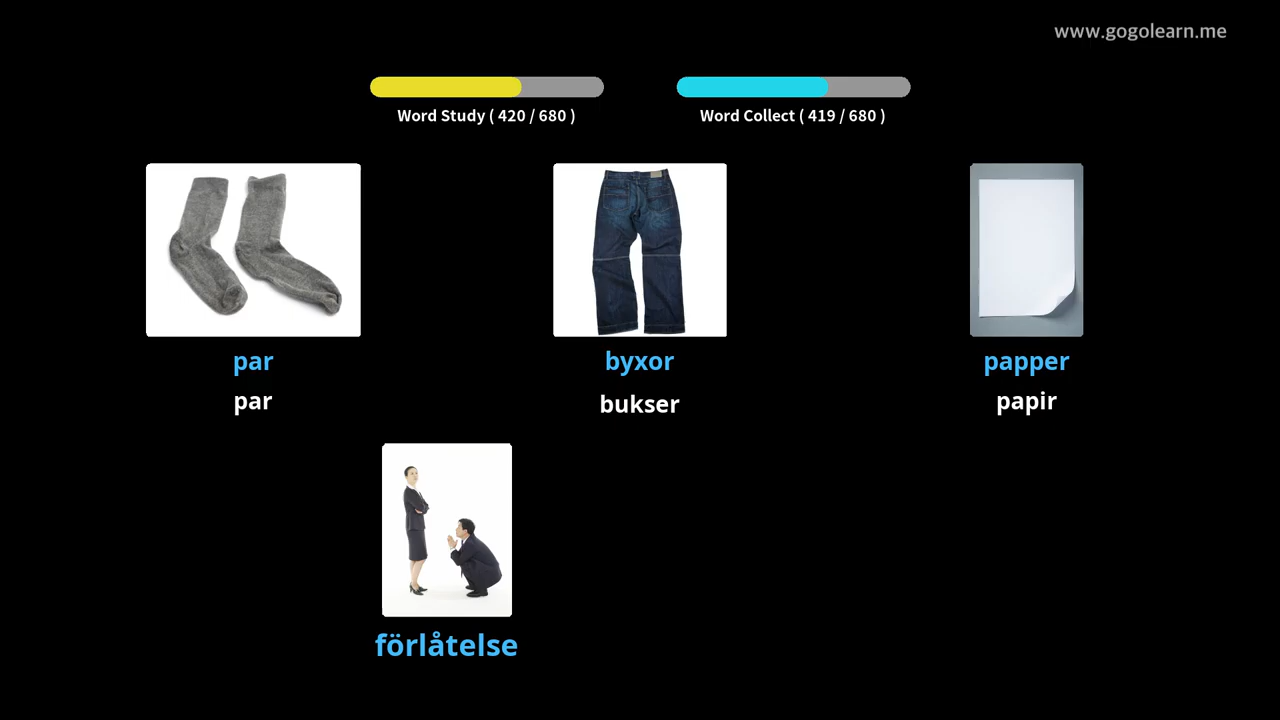 www.gogolearn.me
Word Study ( 420 / 680 )
Word Collect ( 419 / 680 )
par
byxor
papper
par
bukser
papir
förlåtelse